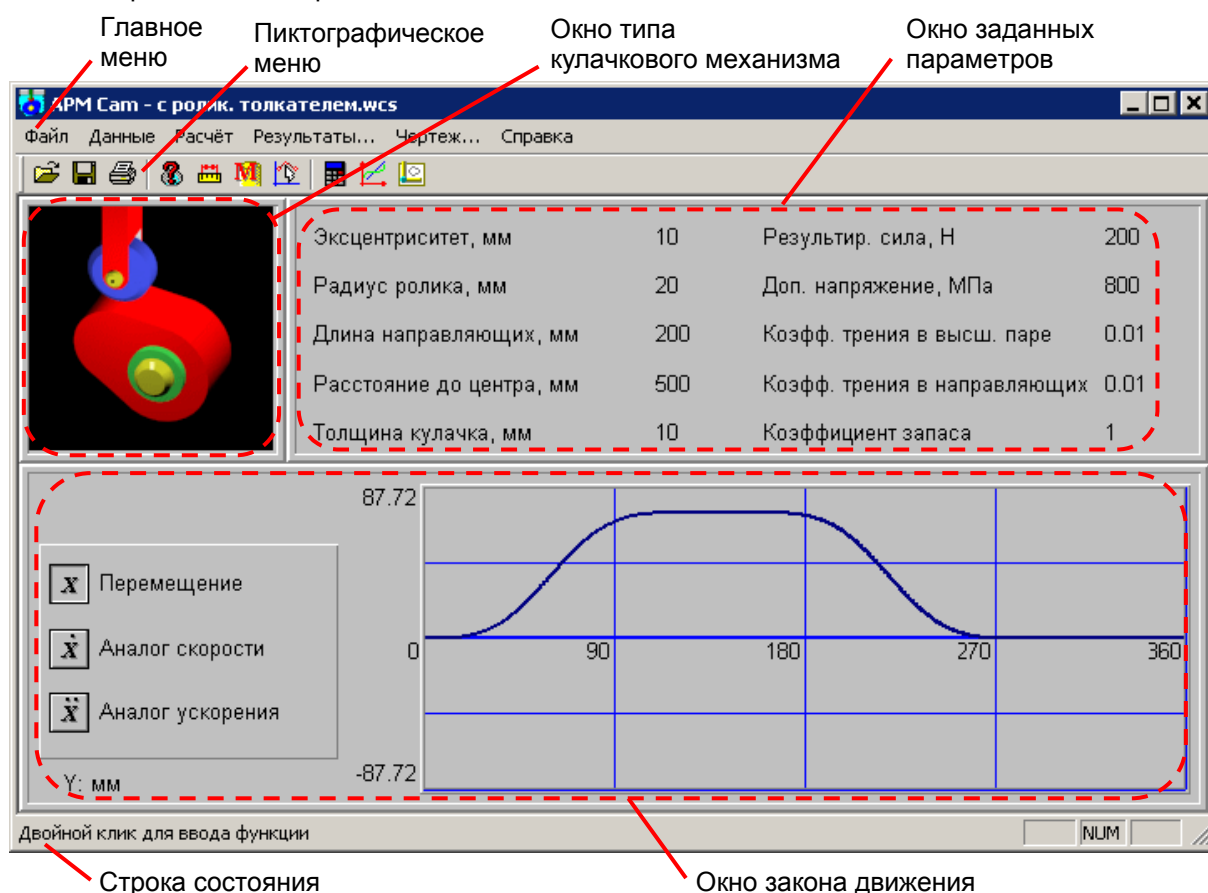 Главное
меню
Пиктографическое
меню
Окно типа
кулачкового механизма
Окно заданных
параметров
APM Cam - с ролик. толкателем.wcs
Файл Данные Расчёт Результаты... Чертеж... Справка
Эксцентриситет, мм 10 Результир. сила, Н 200
Радиус ролика, мм 20 Доп. напряжение, МПа 800
Длина направляющих, мм 200 Коэфф. трения в высш. паре 0.01
Расстояние до центра, мм 500 Коэфф. трения в направляющих 0.01
Толщина кулачка, мм 10 Коэффициент запаса 1
87.72
x Перемещение
ẋ Аналог скорости
0 90 180 270 360
ẍ Аналог ускорения
-87.72
Y: мм
Двойной клик для ввода функции NUM
Строка состояния
Окно закона движения